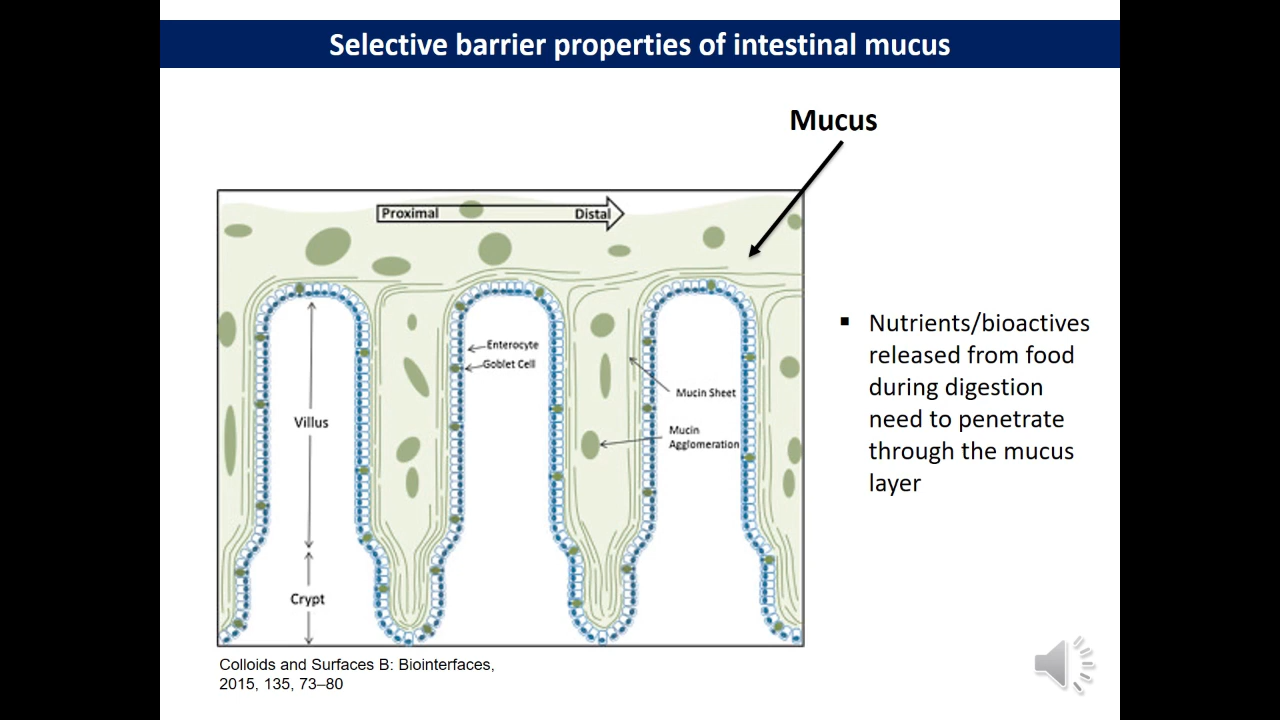 Selective barrier properties of intestinal mucus
Mucus
Proximal
Distal
Enterocyte
Goblet Cell
Mucin Sheet
Villus
Mucin
Agglomeration
Crypt
▪ Nutrients/bioactives
released from food
during digestion
need to penetrate
through the mucus
layer
Colloids and Surfaces B: Biointerfaces,
2015, 135, 73–80